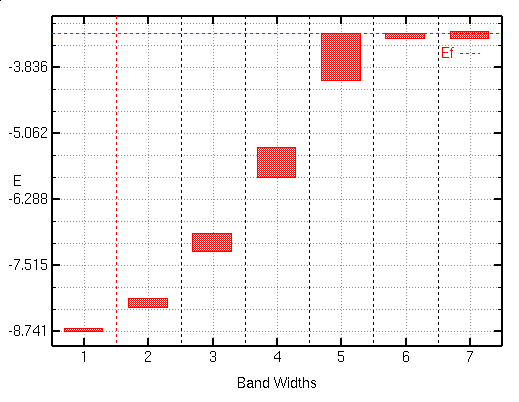 -3.836
Ef
-5.062
E
-6.288
-7.515
-8.741
1 2 3 4 5 6 7
Band Widths